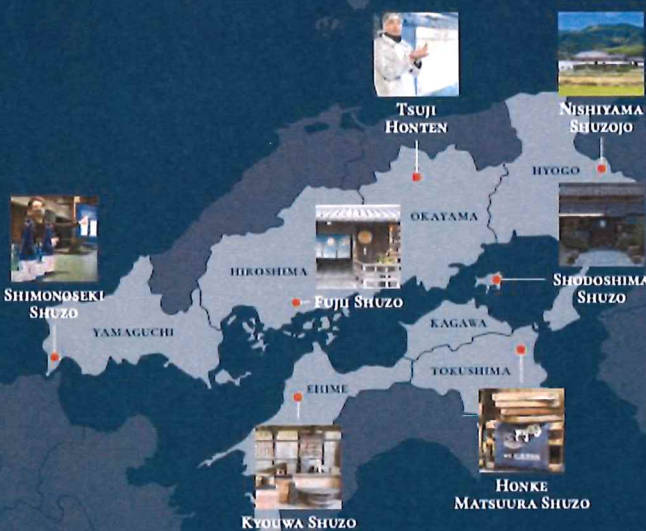 TSUJI
HONTEN
NISHIYAMA
SHUZOJO
HYOGO
OKAYAMA
HIROSHIMA
SHIMONOSEKI
SHUZO
FUJII SHUZO
SHODOSHIMA
SHUZO
YAMAGUCHI
KAGAWA
TOKUSHIMA
EHIME
HONKE
MATSUURA SHUZO
KYOUWA SHUZO